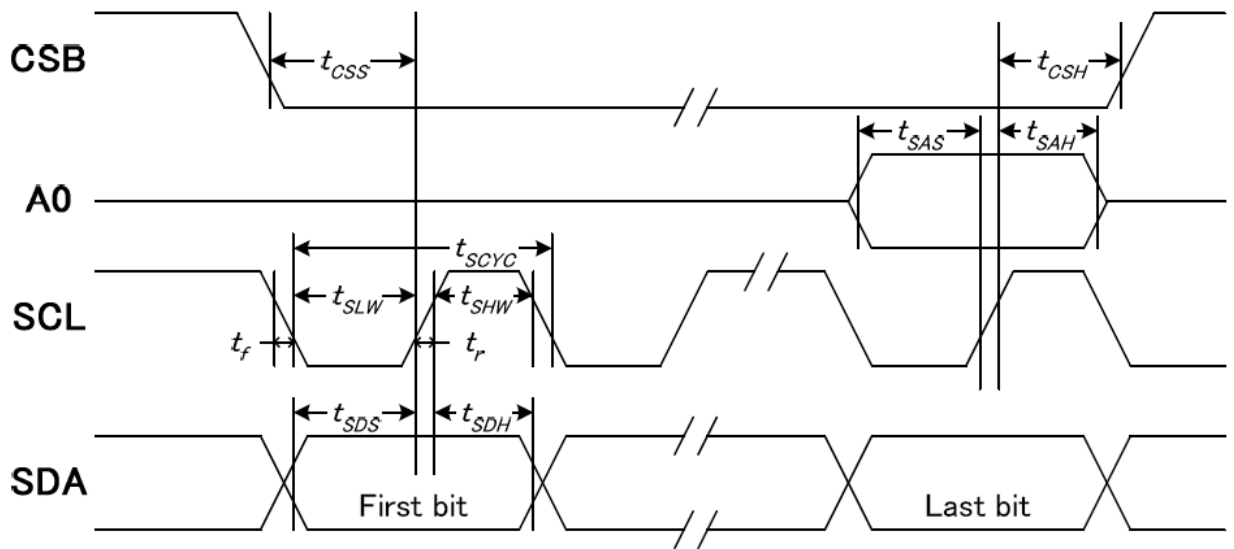 CSB
tCSS
tCSH
tSAS
tSAH
A0
tSCYC
SCL
tSLW
tSHW
tf
tr
tSDS
tSDH
SDA
First bit
Last bit